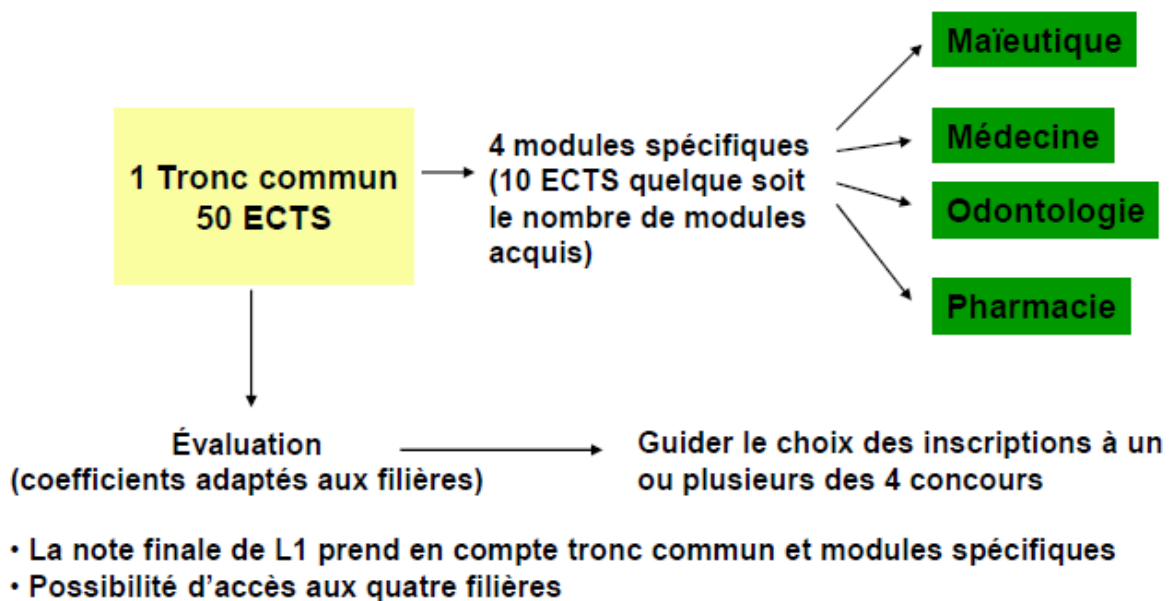 1 Tronc commun
50 ECTS
4 modules spécifiques
(10 ECTS quelque soit
le nombre de modules
acquis)
Maïeutique
Médecine
Odontologie
Pharmacie
Évaluation
(coefficients adaptés aux filières)
Guider le choix des inscriptions à un
ou plusieurs des 4 concours
• La note finale de L1 prend en compte tronc commun et modules spécifiques
• Possibilité d’accès aux quatre filières